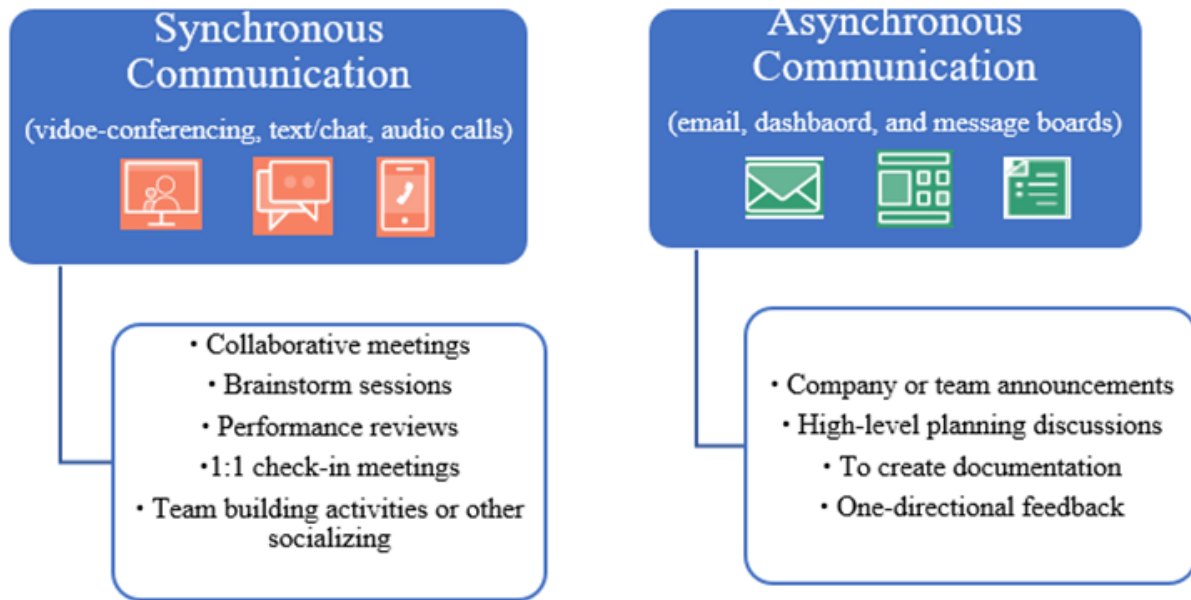 Synchronous
Communication
(vidoe-conferencing, text/chat, audio calls)
• Collaborative meetings
• Brainstorm sessions
• Performance reviews
•1:1 check-in meetings
• Team building activities or other
socializing
Asynchronous
Communication
(email, dashbaord, and message boards)
• Company or team announcements
• High-level planning discussions
• To create documentation
• One-directional feedback